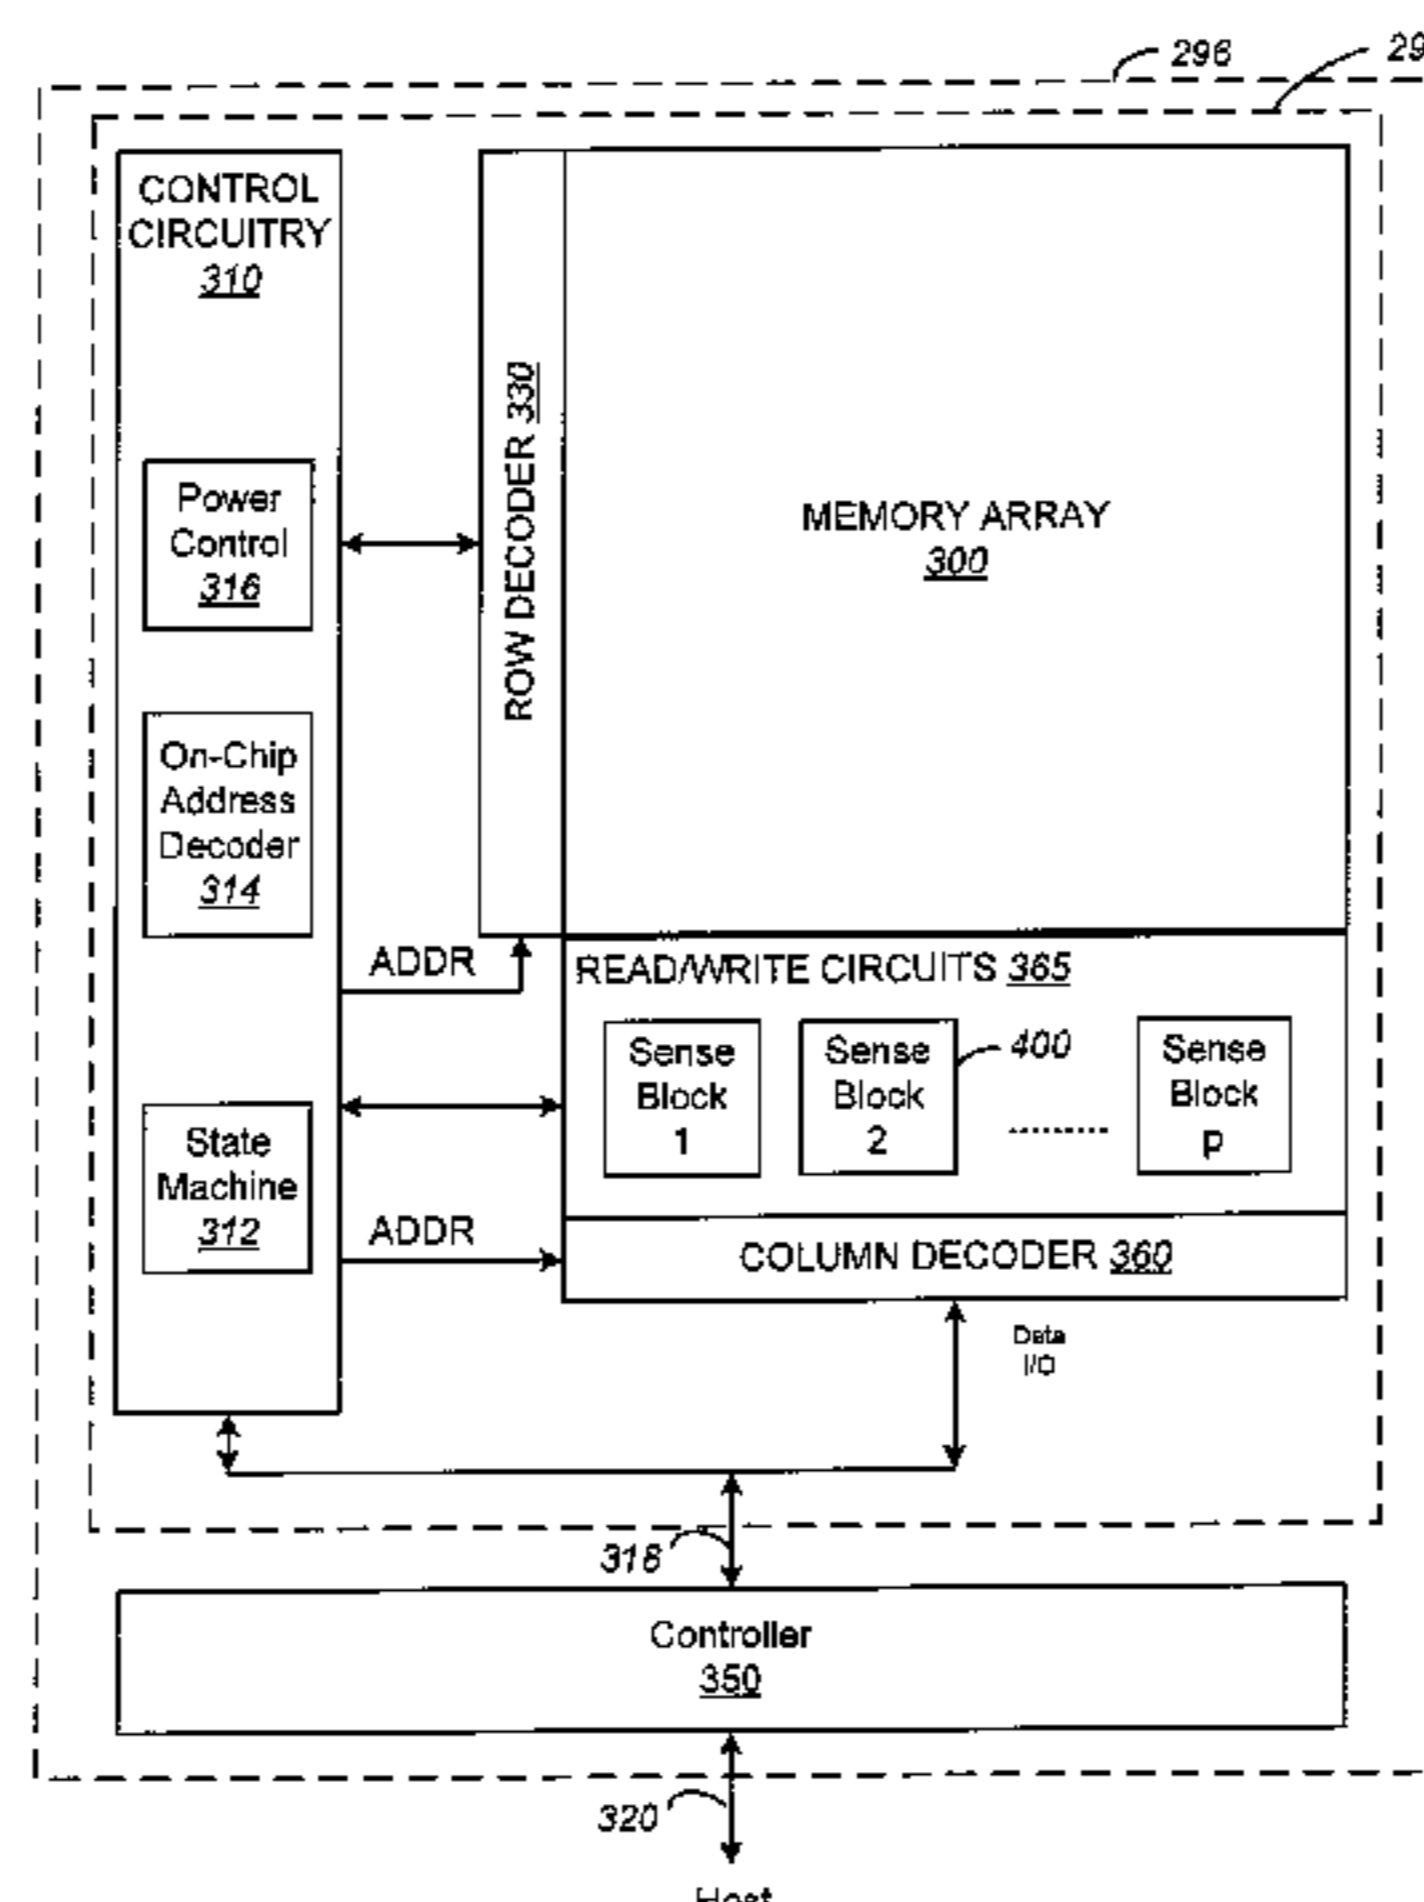 296
29
CONTROL
CIRCUITRY
310
Power
Control
316
On-Chip
Address
Decoder
314
State
Machine
312
ROW DECODER 330
MEMORY ARRAY
300
ADDR
READ/WRITE CIRCUITS 365
Sense
Block
1
Sense
Block
2
400
Sense
Block
p
ADDR
COLUMN DECODER 360
Data
I/O
318
Controller
350
320
Host